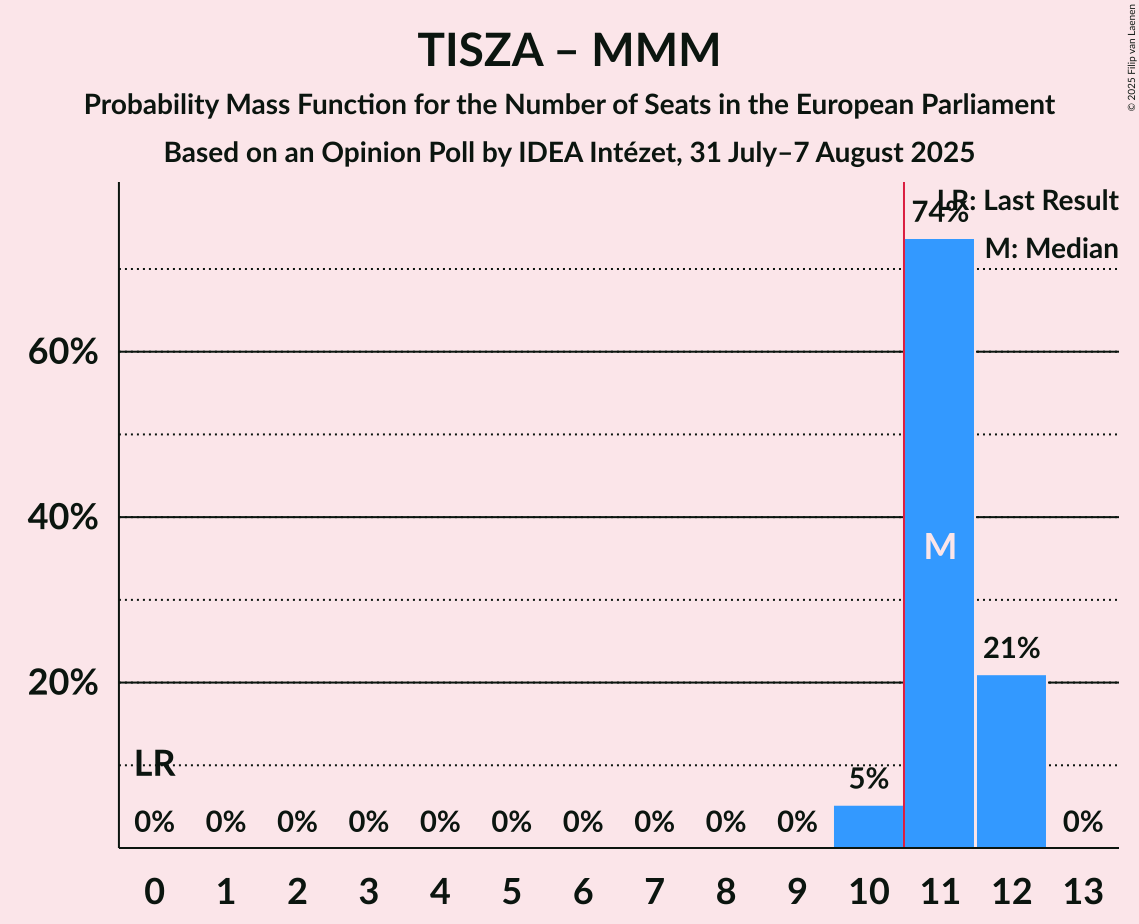 TISZA – MMM
Probability Mass Function for the Number of Seats in the European Parliament
Based on an Opinion Poll by IDEA Intézet, 31 July–7 August 2025
© 2025 Filip van Laenen
LR: Last Result
74%
M: Median
60%
40%
M
21%
20%
LR
5%
0% 0% 0% 0% 0% 0% 0% 0% 0% 0% 0%
0 1 2 3 4 5 6 7 8 9 10 11 12 13